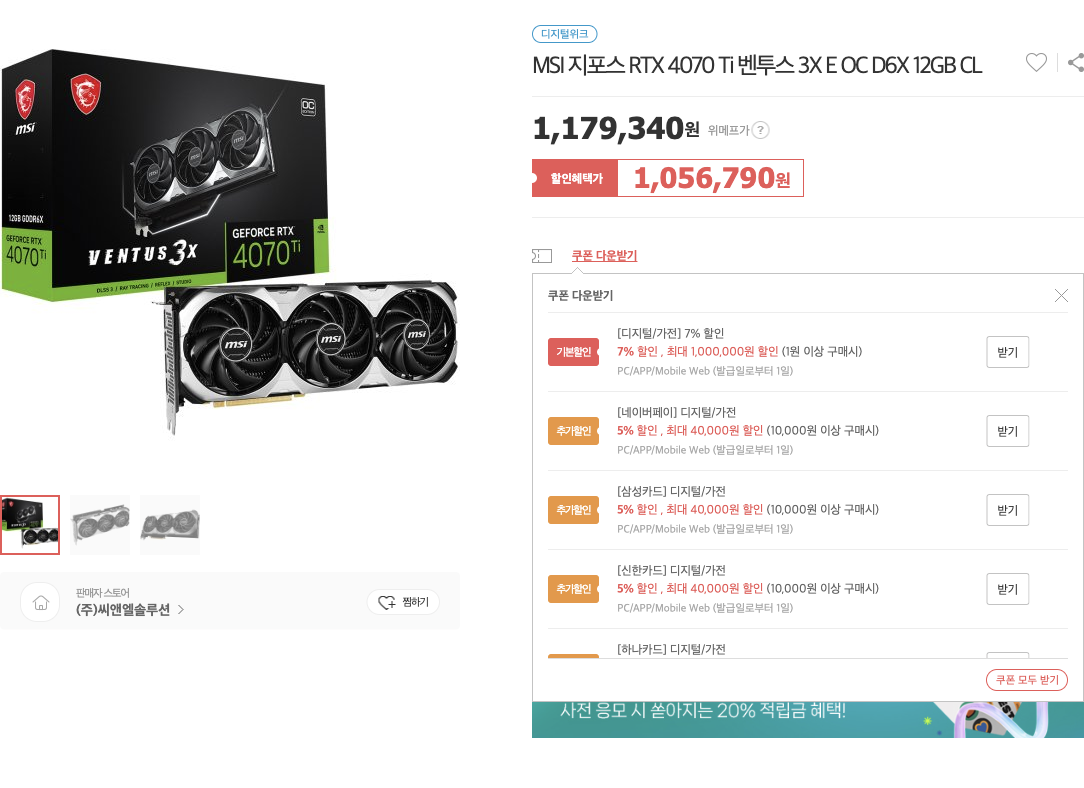 디지털위크
MSI 지포스 RTX 4070 Ti 벤투스 3X E OC D6X 12GB CL
1,179,340원 위메프가 ?
할인혜택가 1,056,790원
쿠폰 다운받기
쿠폰 다운받기
기본할인
[디지털/가전] 7% 할인
7% 할인 , 최대 1,000,000원 할인 (1원 이상 구매시)
PC/APP/Mobile Web (발급일로부터 1일)
받기
추가할인
[네이버페이] 디지털/가전
5% 할인 , 최대 40,000원 할인 (10,000원 이상 구매시)
PC/APP/Mobile Web (발급일로부터 1일)
받기
추가할인
[삼성카드] 디지털/가전
5% 할인 , 최대 40,000원 할인 (10,000원 이상 구매시)
PC/APP/Mobile Web (발급일로부터 1일)
받기
추가할인
[신한카드] 디지털/가전
5% 할인 , 최대 40,000원 할인 (10,000원 이상 구매시)
PC/APP/Mobile Web (발급일로부터 1일)
받기
[하나카드] 디지털/가전
쿠폰 모두 받기
사전 응모 시 쏟아지는 20% 적립금 혜택!
msi
12GB GDDR6X
GEFORCE RTX
4070 Ti
OC
EDITION
msi
msi
msi
VENTUS 3X
GEFORCE RTX
4070 Ti
DLSS 3 / RAY TRACING / REFLEX / STUDIO
msi
msi
msi
판매자 스토어
(주)씨앤엘솔루션
찜하기